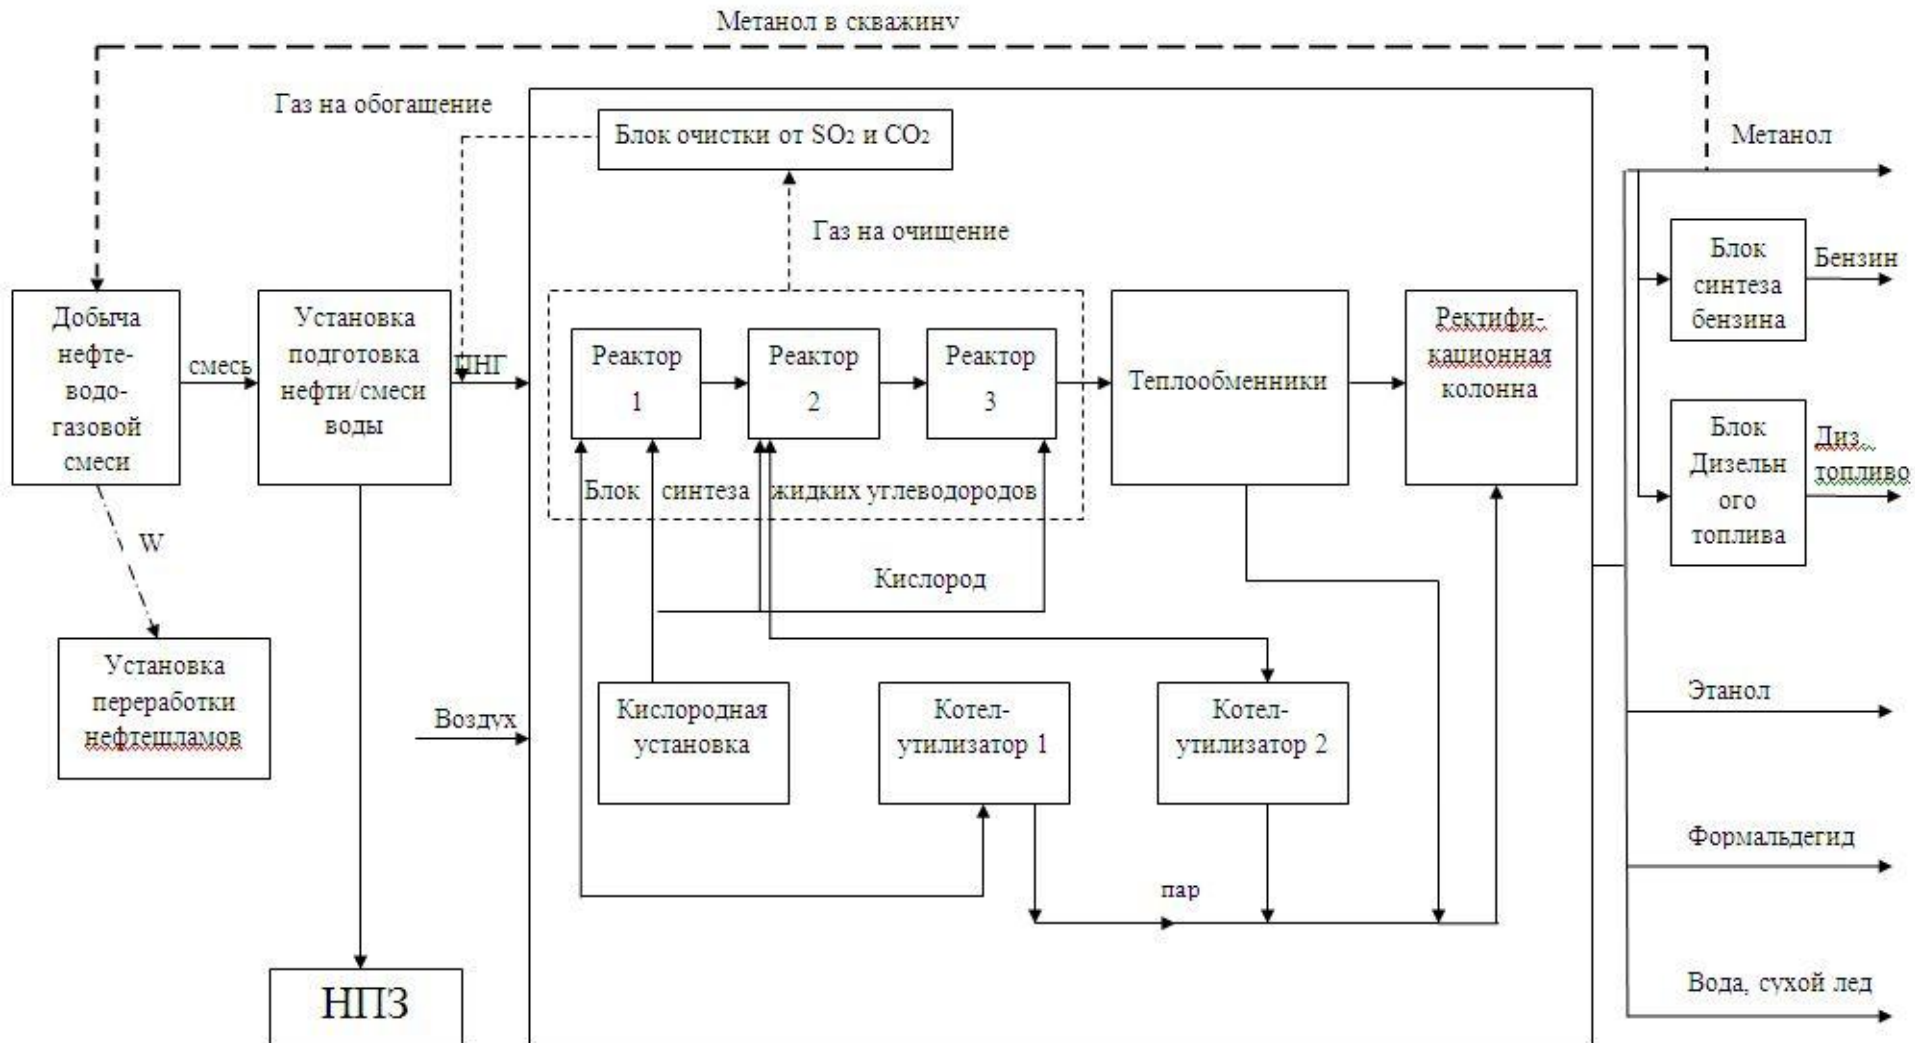 Метанол в скважину
Газ на обогащение
Блок очистки от SO2 и CO2
Метанол
Газ на очищение
Блок
синтеза
бензина
Бензин
Добыча
нефте-
водо-
газовой
смеси
смесь
Установка
подготовка
нефти/смеси
воды
ПНГ
Реактор
1
Реактор
2
Реактор
3
Теплообменники
Ректифи-
кационная
колонна
Блок
Дизельн
ого
топлива
Диз.
топливо
Блок синтеза жидких углеводородов
W
Кислород
Установка
переработки
нефтешламов
Воздух
Кислородная
установка
Котел-
утилизатор 1
Котел-
утилизатор 2
Этанол
Формальдегид
пар
Вода, сухой лед
НПЗ